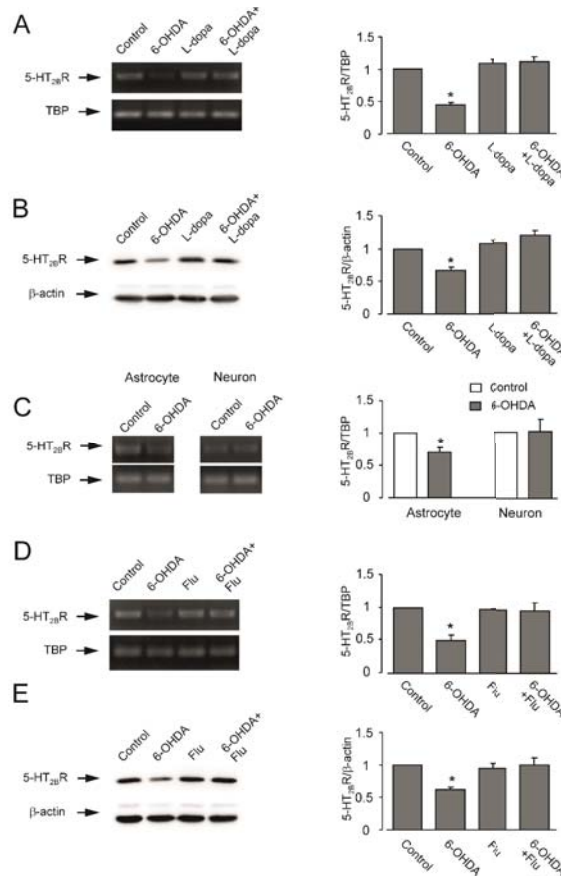 A
Control
6-OHDA
L-dopa
6-OHDA+
L-dopa
5-HT2BR
TBP
5-HT2BR/TBP
1.5
1
0.5
0
Control
6-OHDA
*
L-dopa
6-OHDA
+L-dopa
B
Control
6-OHDA
L-dopa
6-OHDA+
L-dopa
5-HT2BR
β-actin
5-HT2BR/β-actin
1.5
1
0.5
0
*
Control
6-OHDA
L-dopa
6-OHDA
+L-dopa
C
Astrocyte
Neuron
Control
6-OHDA
Control
6-OHDA
5-HT2BR
TBP
Control
6-OHDA
5-HT2BR/TBP
1.5
1
0.5
0
*
Astrocyte
Neuron
D
Control
6-OHDA
Flu
6-OHDA+
Flu
5-HT2BR
TBP
5-HT2BR/TBP
1.5
1
0.5
0
*
Control
6-OHDA
Flu
6-OHDA
+Flu
E
Control
6-OHDA
Flu
6-OHDA+
Flu
5-HT2BR
β-actin
5-HT2BR/β-actin
1.5
1
0.5
0
*
Control
6-OHDA
Flu
6-OHDA
+Flu